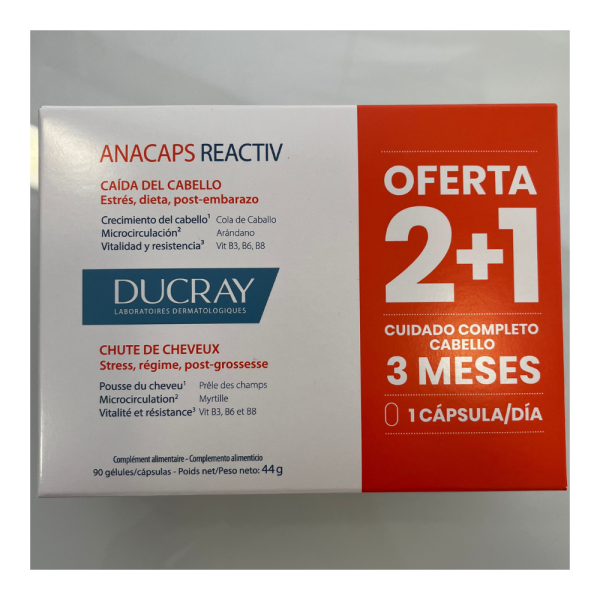 ANACAPS REACTIV
CAÍDA DEL CABELLO
Estrés, dieta, post-embarazo
Crecimiento del cabello¹ Cola de Caballo
Microcirculación² Arándano
Vitalidad y resistencia³ Vit B3, B6, B8
DUCRAY
LABORATOIRES DERMATOLOGIQUES
CHUTE DE CHEVEUX
Stress, régime, post-grossesse
Pousse du cheveu¹ Prêle des champs
Microcirculation² Myrtille
Vitalité et résistance³ Vit B3, B6 et B8
Complément alimentaire - Complemento alimenticio
90 gélules/cápsulas - Poids net/Peso neto: 44 g
OFERTA
2+1
CUIDADO COMPLETO
CABELLO
3 MESES
1 CÁPSULA/DÍA